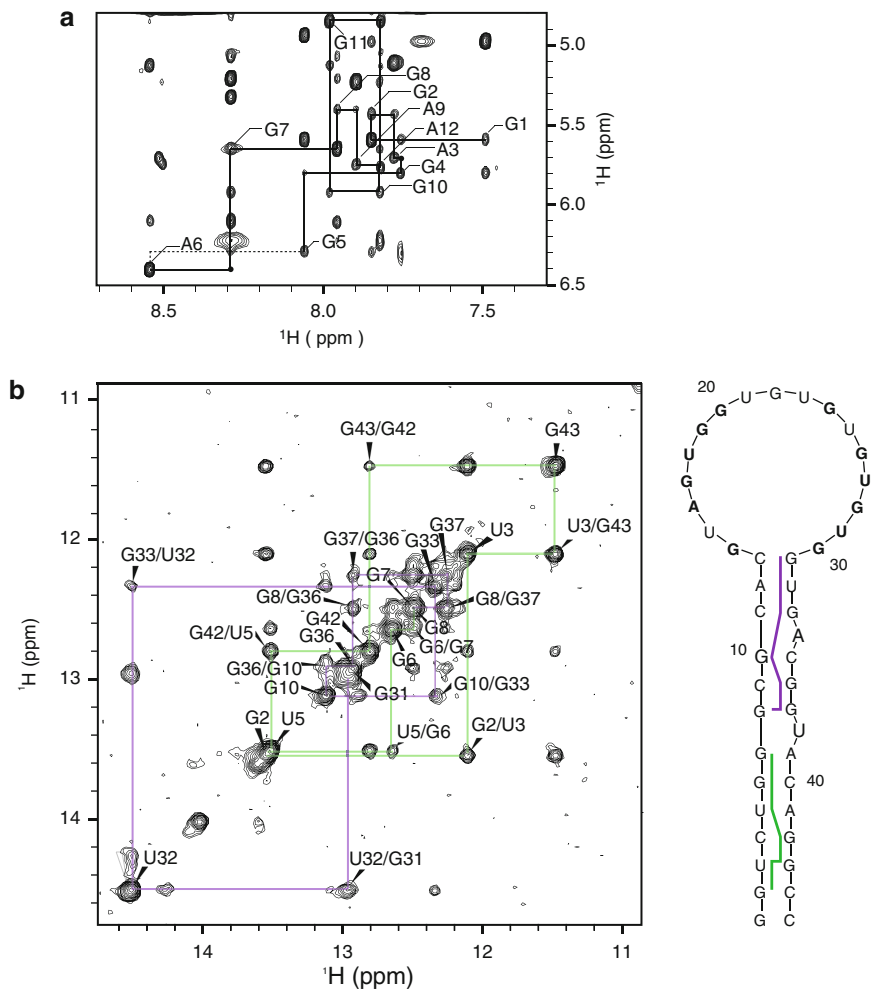 a
G11
G8
G2
A9
A12
A3
G4
G10
G1
G7
A6
G5
5.0
5.5
6.0
6.5
¹H (ppm)
8.5
8.0
7.5
¹H ( ppm )
b
11
12
13
14
¹H (ppm)
G43/G42
G43
G33/U32
G37/G36
G33
G37
U3
U3/G43
G7
G8/G36
G8
G8/G37
G42/U5
G42
G36
G6
G6/G7
G36/G10
G10
G31
G10/G33
G2
U5
U5/G6
G2/U3
U32
U32/G31
14
13
12
11
¹H (ppm)
20
G G U G U G
U U
G G
A U
U G
G U
G 30
C G
A U
C G
10 G A
C C
G G
G G
U
G A
G C 40
U A
C G
U G
G C
G C